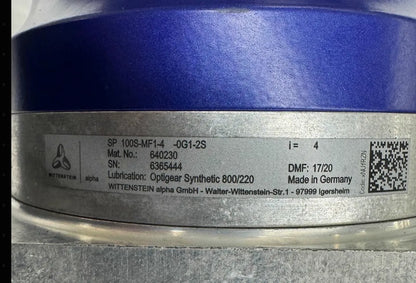 SP 100S-MF1-4 -0G1-2S i = 4
Mat. No.: 640230
SN: 6365444 DMF: 17/20
Lubrication: Optigear Synthetic 800/220 Made in Germany
WITTENSTEIN alpha GmbH - Walter-Wittenstein-Str.1 - 97999 Igersheim
WITTENSTEIN alpha